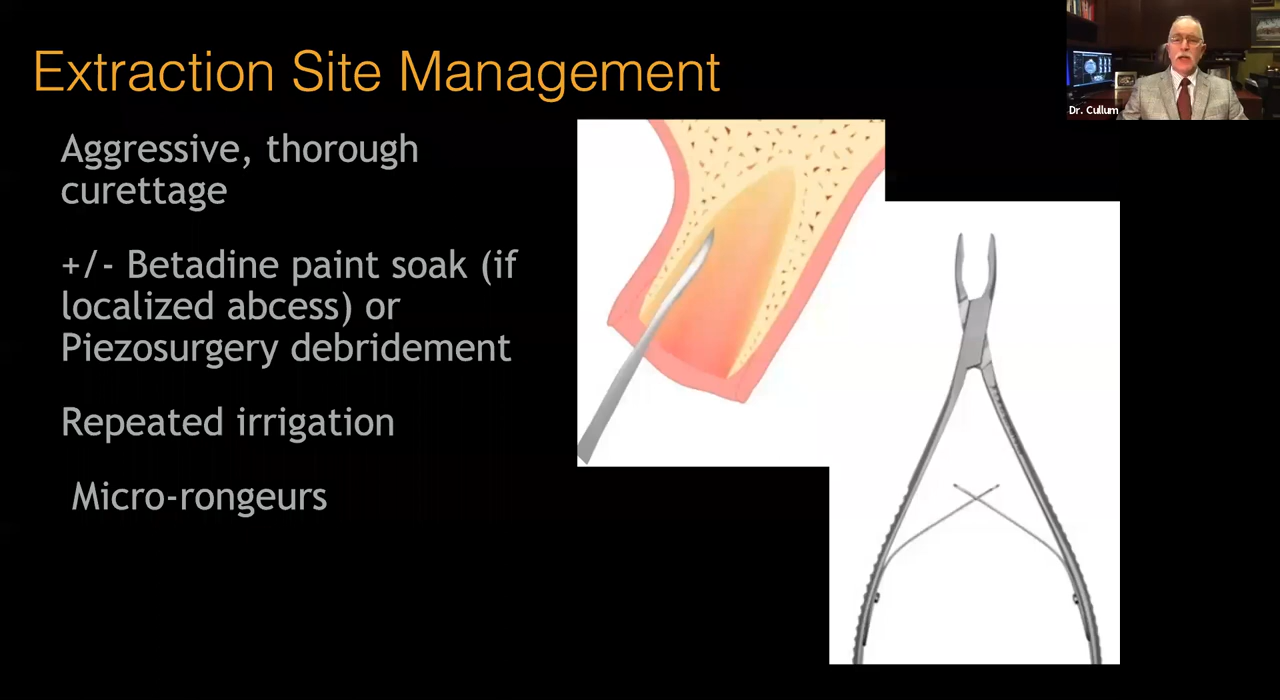 Extraction Site Management
Dr. Cullum
Aggressive, thorough
curettage
+/- Betadine paint soak (if
localized abcess) or
Piezosurgery debridement
Repeated irrigation
Micro-rongeurs